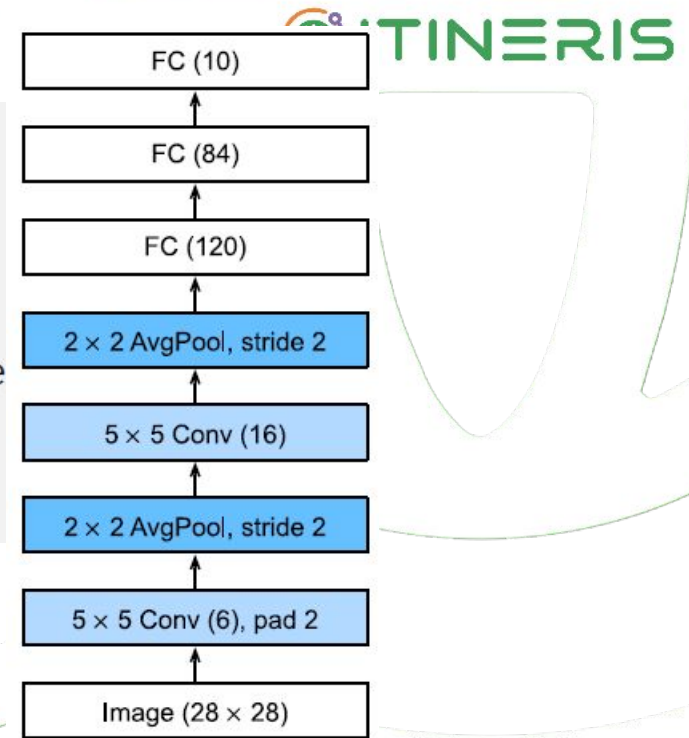 ITINERIS
FC (10)
FC (84)
FC (120)
2 × 2 AvgPool, stride 2
e
5 × 5 Conv (16)
2 × 2 AvgPool, stride 2
5 × 5 Conv (6), pad 2
Image (28 × 28)